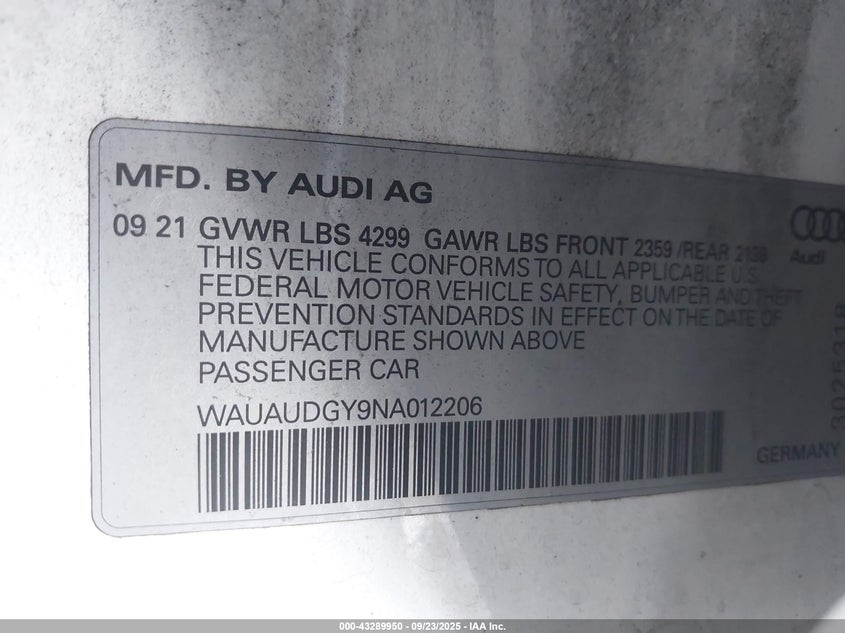 MFD. BY AUDI AG
09 21 GVWR LBS 4299 GAWR LBS FRONT 2359 /REAR 2138
THIS VEHICLE CONFORMS TO ALL APPLICABLE U.S.
FEDERAL MOTOR VEHICLE SAFETY, BUMPER AND THEFT
PREVENTION STANDARDS IN EFFECT ON THE DATE OF
MANUFACTURE SHOWN ABOVE
PASSENGER CAR
WAUAUDGY9NA012206
Audi
3025319
GERMANY
000-43289950 - 09/23/2025 - IAA Inc.